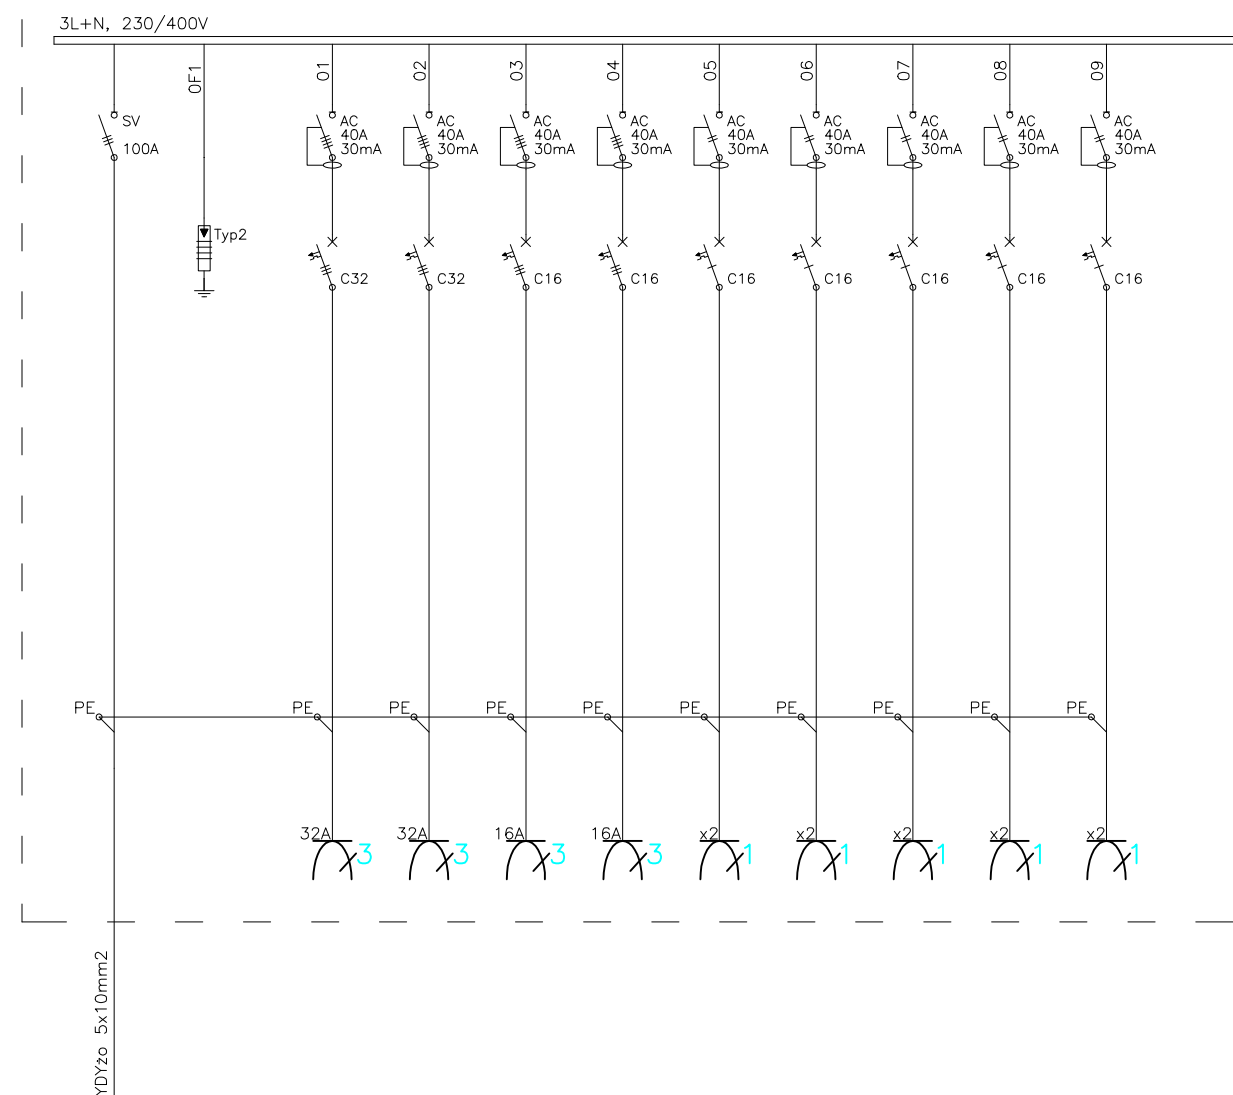 3L+N, 230/400V
0F1
01
02
03
04
05
06
07
08
09
SV
100A
Typ2
AC
40A
30mA
AC
40A
30mA
AC
40A
30mA
AC
40A
30mA
AC
40A
30mA
AC
40A
30mA
AC
40A
30mA
AC
40A
30mA
AC
40A
30mA
C32
C32
C16
C16
C16
C16
C16
C16
C16
PE
PE
PE
PE
PE
PE
PE
PE
PE
PE
32A
3
32A
3
16A
3
16A
3
x2
1
x2
1
x2
1
x2
1
x2
1
YDYżo 5x10mm2